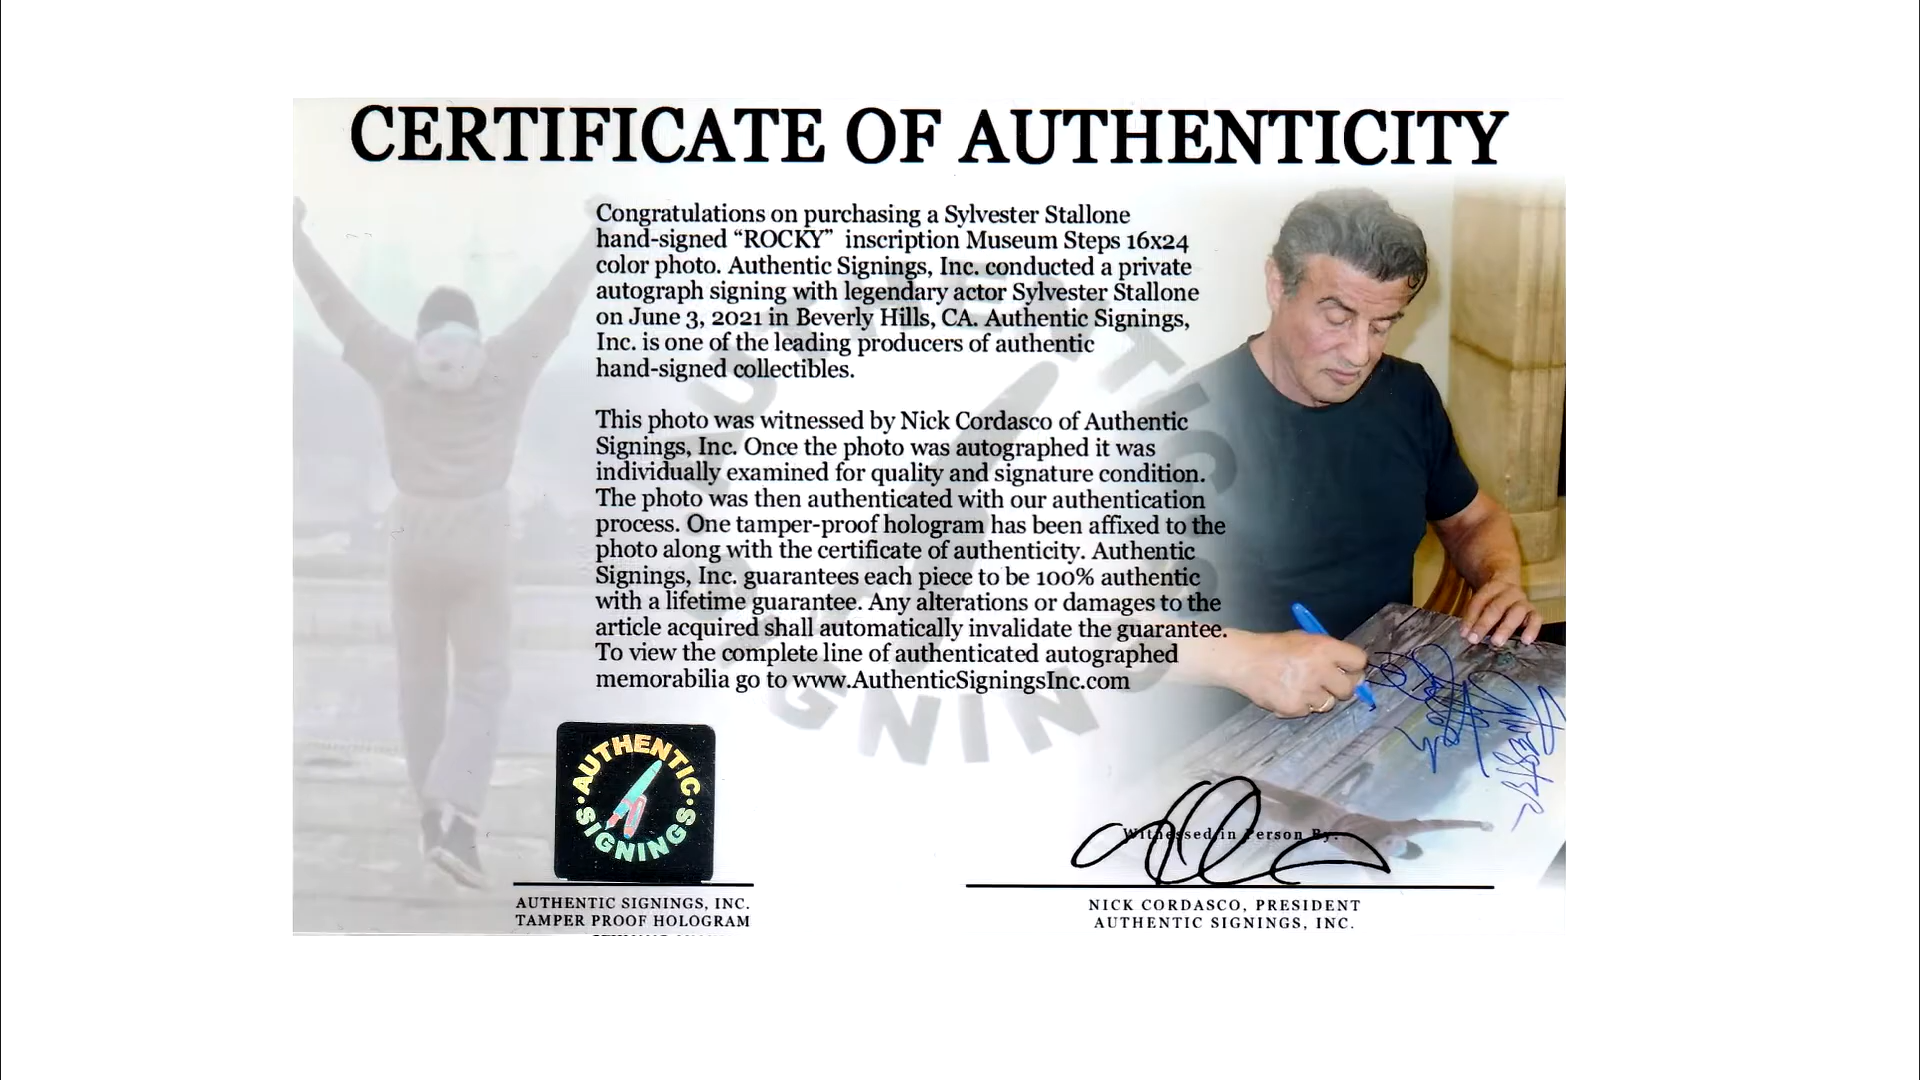 CERTIFICATE OF AUTHENTICITY
Congratulations on purchasing a Sylvester Stallone
hand-signed “ROCKY” inscription Museum Steps 16x24
color photo. Authentic Signings, Inc. conducted a private
autograph signing with legendary actor Sylvester Stallone
on June 3, 2021 in Beverly Hills, CA. Authentic Signings,
Inc. is one of the leading producers of authentic
hand-signed collectibles.
This photo was witnessed by Nick Cordasco of Authentic
Signings, Inc. Once the photo was autographed it was
individually examined for quality and signature condition.
The photo was then authenticated with our authentication
process. One tamper-proof hologram has been affixed to the
photo along with the certificate of authenticity. Authentic
Signings, Inc. guarantees each piece to be 100% authentic
with a lifetime guarantee. Any alterations or damages to the
article acquired shall automatically invalidate the guarantee.
To view the complete line of authenticated autographed
memorabilia go to www.AuthenticSigningsInc.com
AUTHENTIC
SIGNINGS
AUTHENTIC SIGNINGS
Witnessed in Person By:
AUTHENTIC SIGNINGS, INC.
TAMPER PROOF HOLOGRAM
NICK CORDASCO, PRESIDENT
AUTHENTIC SIGNINGS, INC.